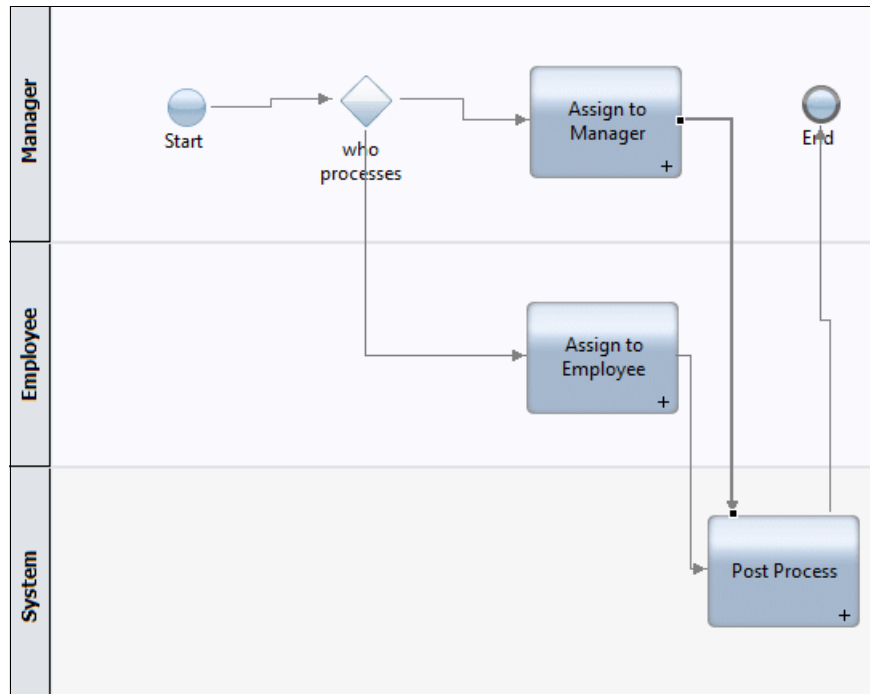 Manager
Start
who
processes
Assign to
Manager
+
End
Employee
Assign to
Employee
+
System
Post Process
+